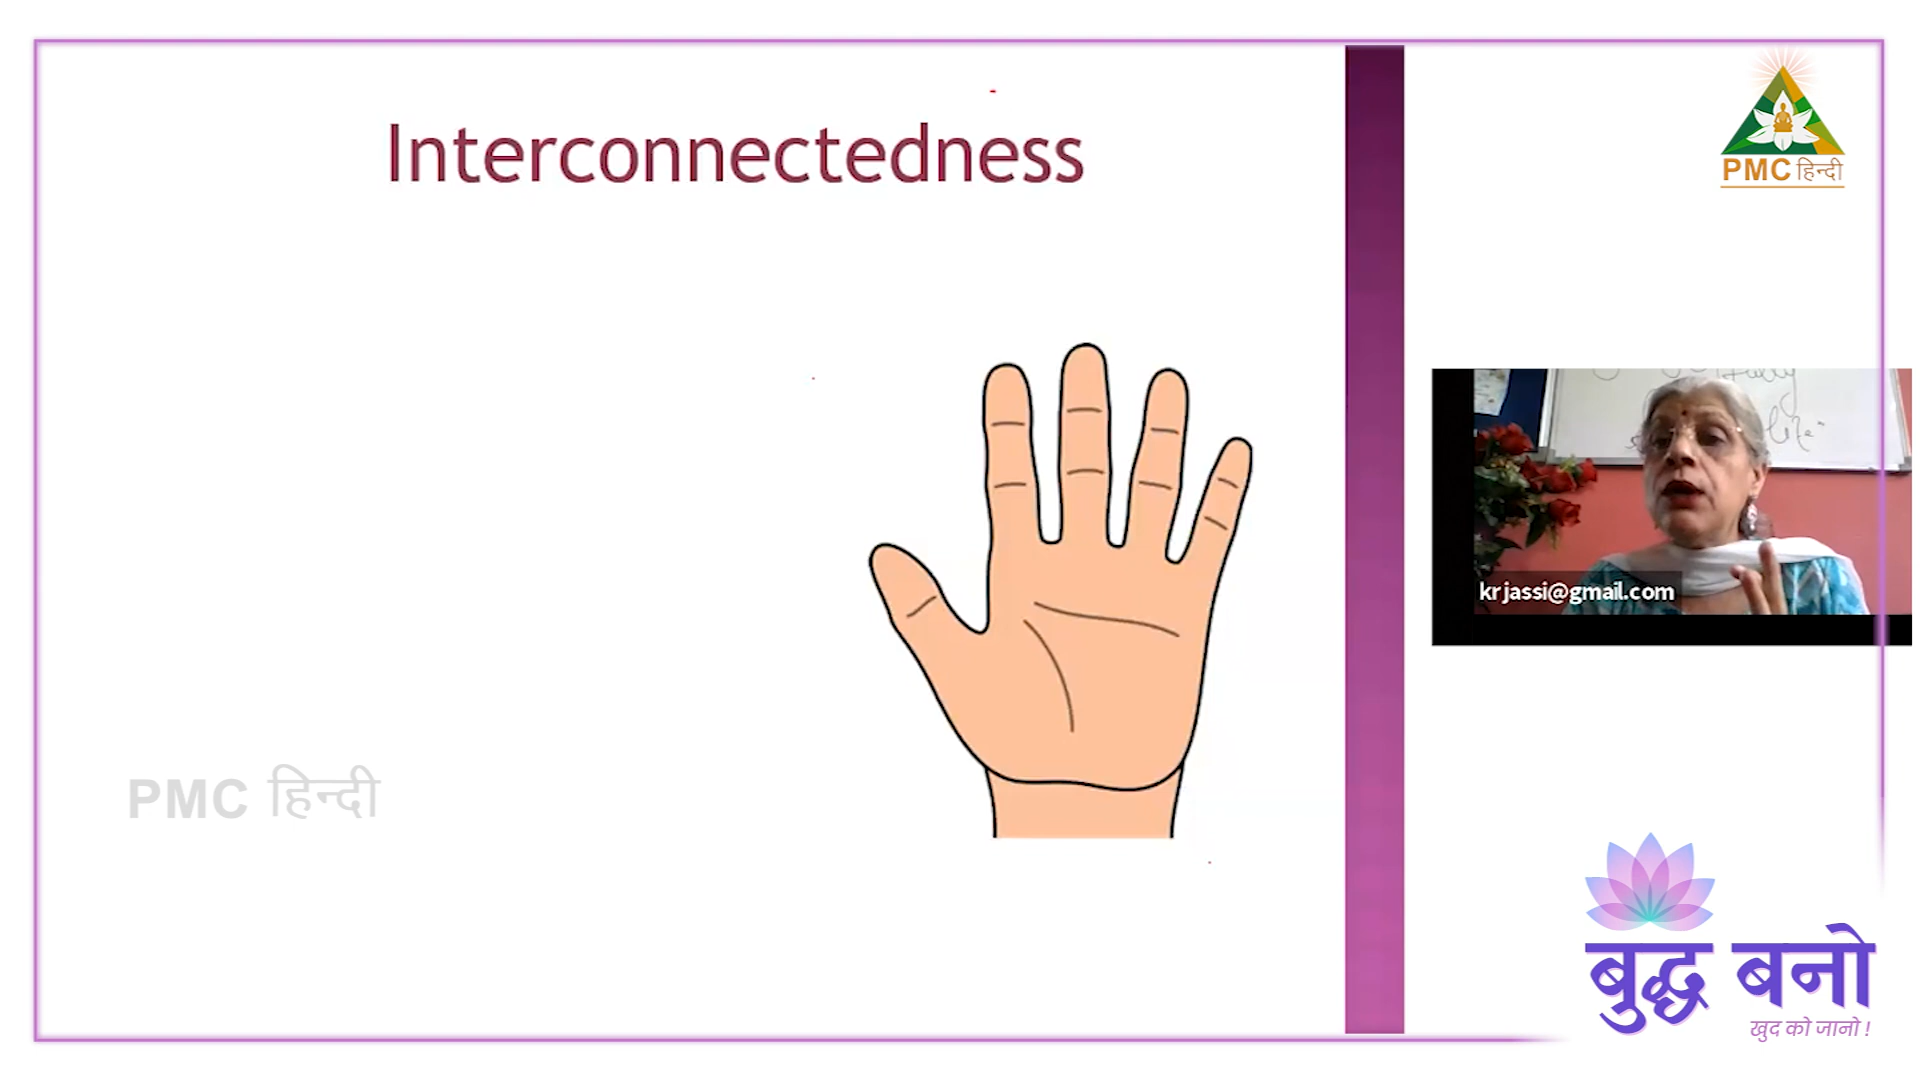 Interconnectedness
PMC हिन्दी
krjassi@gmail.com
PMC हिन्दी
बुद्ध बनो
खुद को जानो !